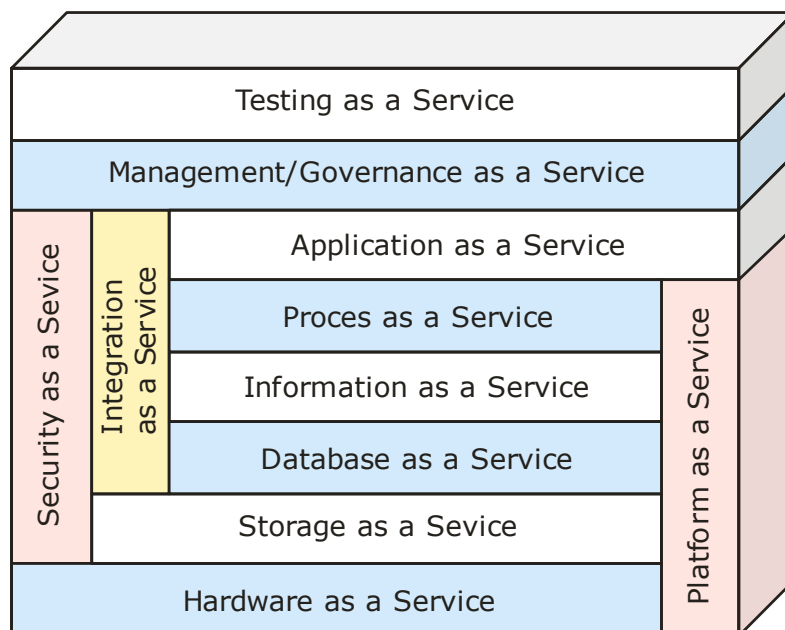 Testing as a Service
Management/Governance as a Service
Security as a Sevice
Integration
as a Service
Application as a Service
Proces as a Service
Information as a Service
Database as a Service
Storage as a Sevice
Hardware as a Service
Platform as a Service